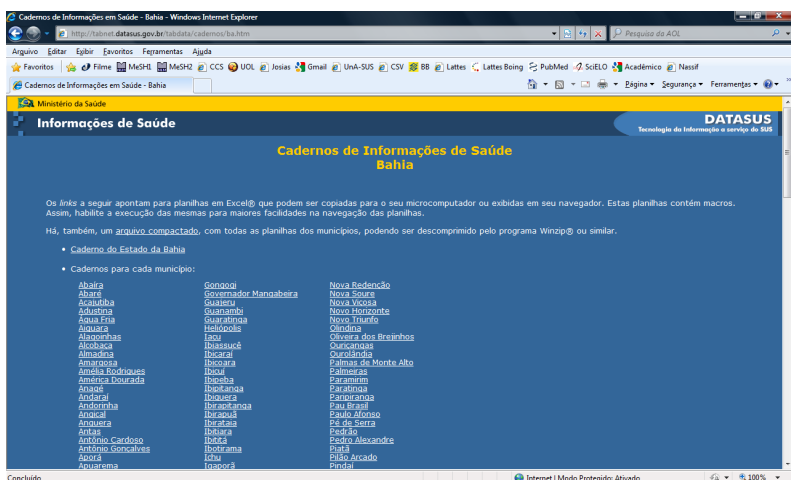 Cadernos de Informações em Saúde - Bahia - Windows Internet Explorer
http://tabnet.datasus.gov.br/tabdata/cadernos/ba.htm
Pesquisa da AOL
Arquivo Editar Exibir Favoritos Ferramentas Ajuda
Favoritos Filme MeSH1 MeSH2 CCS UOL Josias Gmail UnA-SUS CSV BB Lattes Lattes Boing PubMed SciELO Acadêmico Nassif
Cadernos de Informações em Saúde - Bahia
Página Segurança Ferramentas
Ministério da Saúde
Informações de Saúde
DATASUS
Tecnologia da Informação a serviço do SUS
Cadernos de Informações de Saúde
Bahia
Os links a seguir apontam para planilhas em Excel® que podem ser copiadas para o seu microcomputador ou exibidas em seu navegador. Estas planilhas contém macros.
Assim, habilite a execução das mesmas para maiores facilidades na navegação das planilhas.
Há, também, um arquivo compactado, com todas as planilhas dos municípios, podendo ser descomprimido pelo programa Winzip® ou similar.
• Caderno do Estado da Bahia
• Cadernos para cada município:
Abaíra Gongogi Nova Redenção
Abaré Governador Mangabeira Nova Soure
Acajutiba Guajeru Nova Viçosa
Adustina Guanambi Novo Horizonte
Água Fria Guaratinga Novo Triunfo
Aiquara Heliópolis Olindina
Alagoinhas Iaçu Oliveira dos Brejinhos
Alcobaça Ibiassucê Ouriçangas
Almadina Ibicaraí Ourolândia
Amargosa Ibicoara Palmas de Monte Alto
Amélia Rodrigues Ibicuí Palmeiras
América Dourada Ibipeba Paramirim
Anagé Ibipitanga Paratinga
Andaraí Ibiquera Paripiranga
Andorinha Ibirapitanga Pau Brasil
Angical Ibirapuã Paulo Afonso
Anguera Ibirataia Pé de Serra
Antas Ibitiara Pedrão
Antônio Cardoso Ibititá Pedro Alexandre
Antônio Gonçalves Ibotirama Piatã
Aporá Ichu Pilão Arcado
Apuarema Igaporã Pindaí
Concluído Internet | Modo Protegido: Ativado 100%